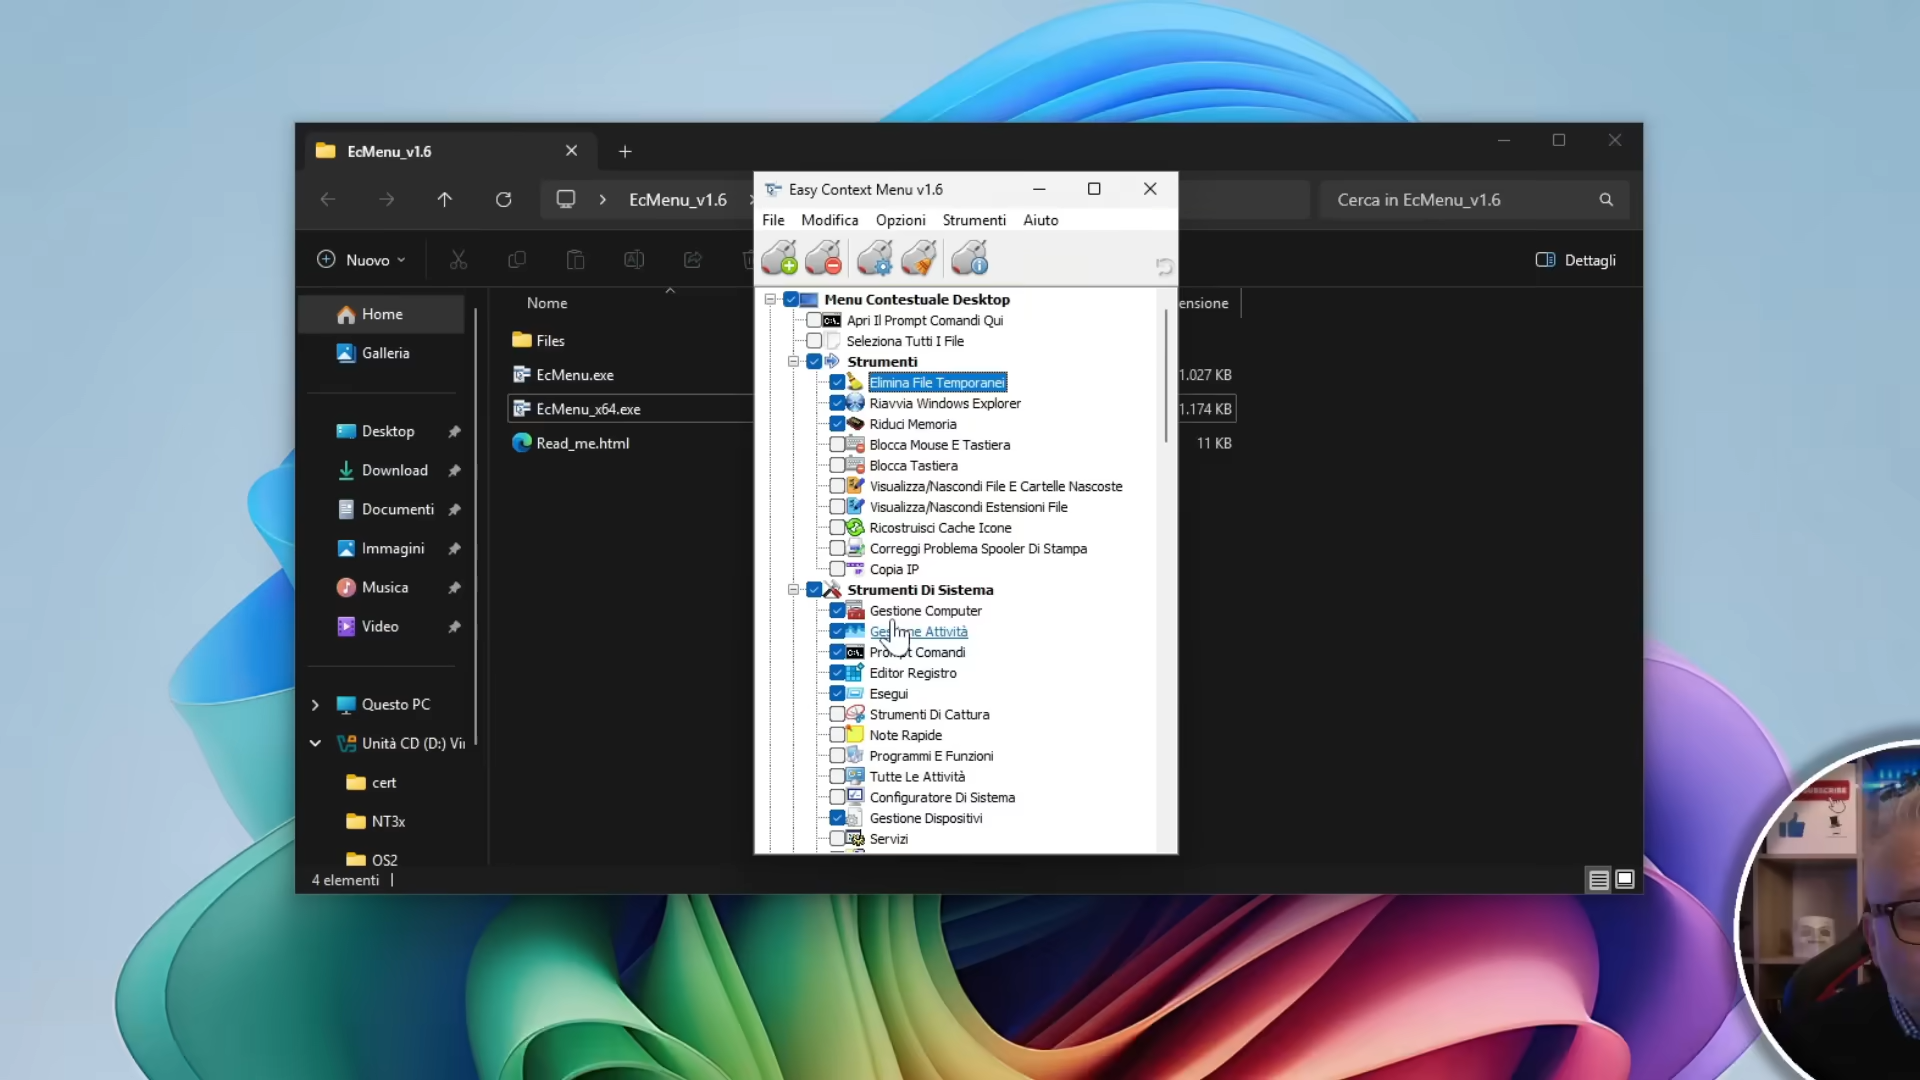 EcMenu_v1.6
EcMenu_v1.6
Cerca in EcMenu_v1.6
Nuovo
Dettagli
Home
Galleria
Desktop
Download
Documenti
Immagini
Musica
Video
Questo PC
Unità CD (D:) Vi
cert
NT3x
OS2
4 elementi
Nome
ensione
Files
EcMenu.exe
1.027 KB
EcMenu_x64.exe
1.174 KB
Read_me.html
11 KB
Easy Context Menu v1.6
File Modifica Opzioni Strumenti Aiuto
Menu Contestuale Desktop
Apri Il Prompt Comandi Qui
Seleziona Tutti I File
Strumenti
Elimina File Temporanei
Riavvia Windows Explorer
Riduci Memoria
Blocca Mouse E Tastiera
Blocca Tastiera
Visualizza/Nascondi File E Cartelle Nascoste
Visualizza/Nascondi Estensioni File
Ricostruisci Cache Icone
Correggi Problema Spooler Di Stampa
Copia IP
Strumenti Di Sistema
Gestione Computer
Gestione Attività
Prompt Comandi
Editor Registro
Esegui
Strumenti Di Cattura
Note Rapide
Programmi E Funzioni
Tutte Le Attività
Configuratore Di Sistema
Gestione Dispositivi
Servizi